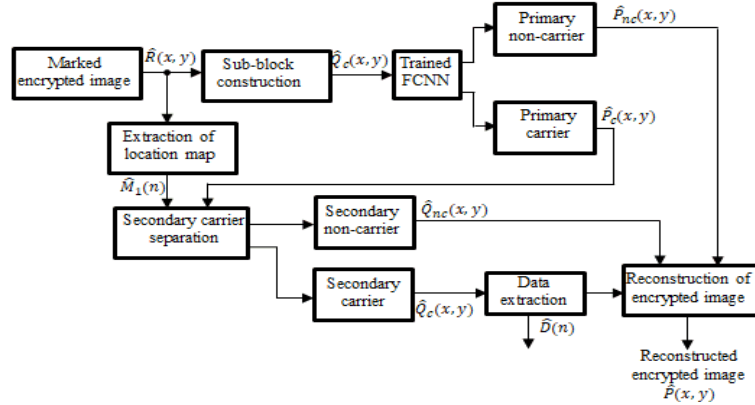 Primary
non-carrier
P̂nc(x, y)
Marked
encrypted image
R̂(x, y)
Sub-block
construction
Q̂c(x, y)
Trained
FCNN
Primary
carrier
P̂c(x, y)
Extraction of
location map
M̂⊥(n)
Secondary carrier
separation
Secondary
non-carrier
Q̂nc(x, y)
Secondary
carrier
Q̂c(x, y)
Data
extraction
D̂(n)
Reconstruction of
encrypted image
Reconstructed
encrypted image
P̂(x, y)